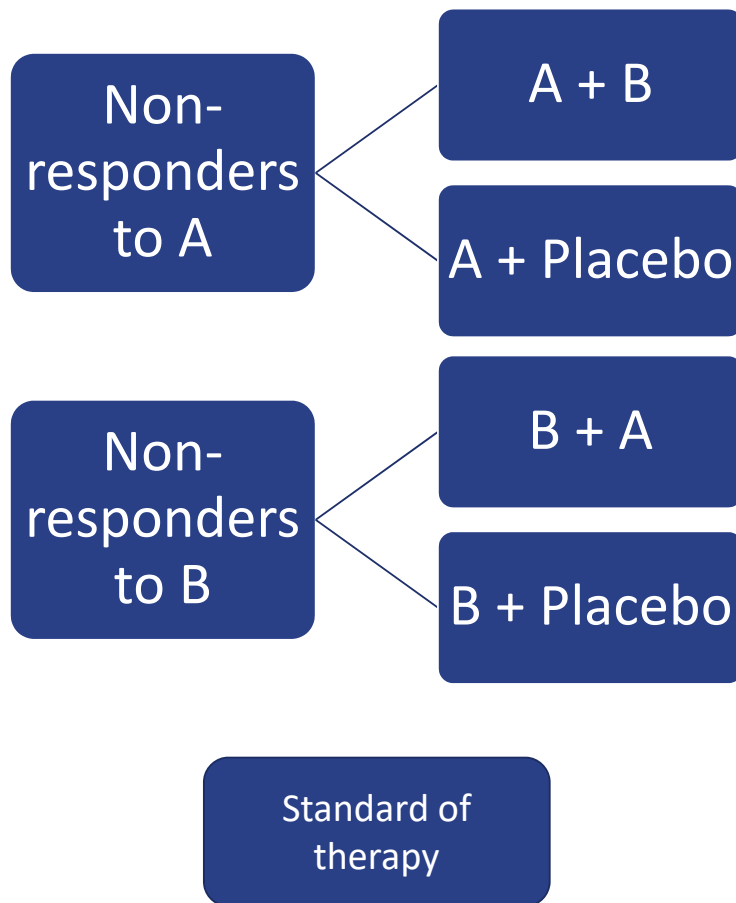 Non-
responders
to A
A + B
A + Placebo
Non-
responders
to B
B + A
B + Placebo
Standard of
therapy